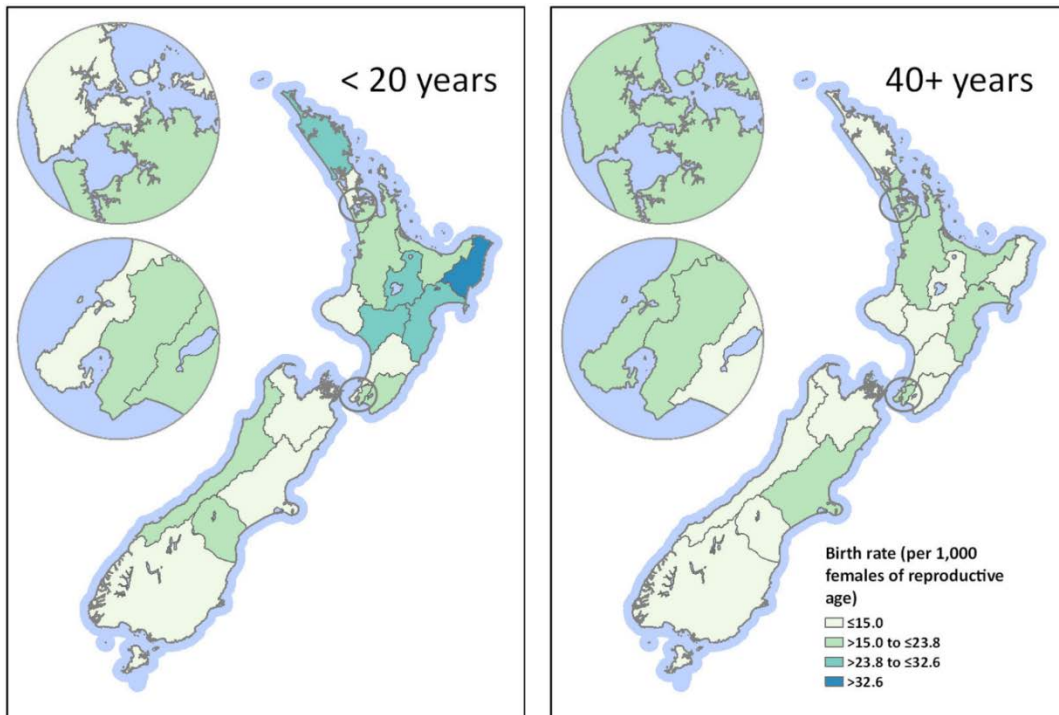 < 20 years
40+ years
Birth rate (per 1,000
females of reproductive
age)
≤15.0
>15.0 to ≤23.8
>23.8 to ≤32.6
>32.6